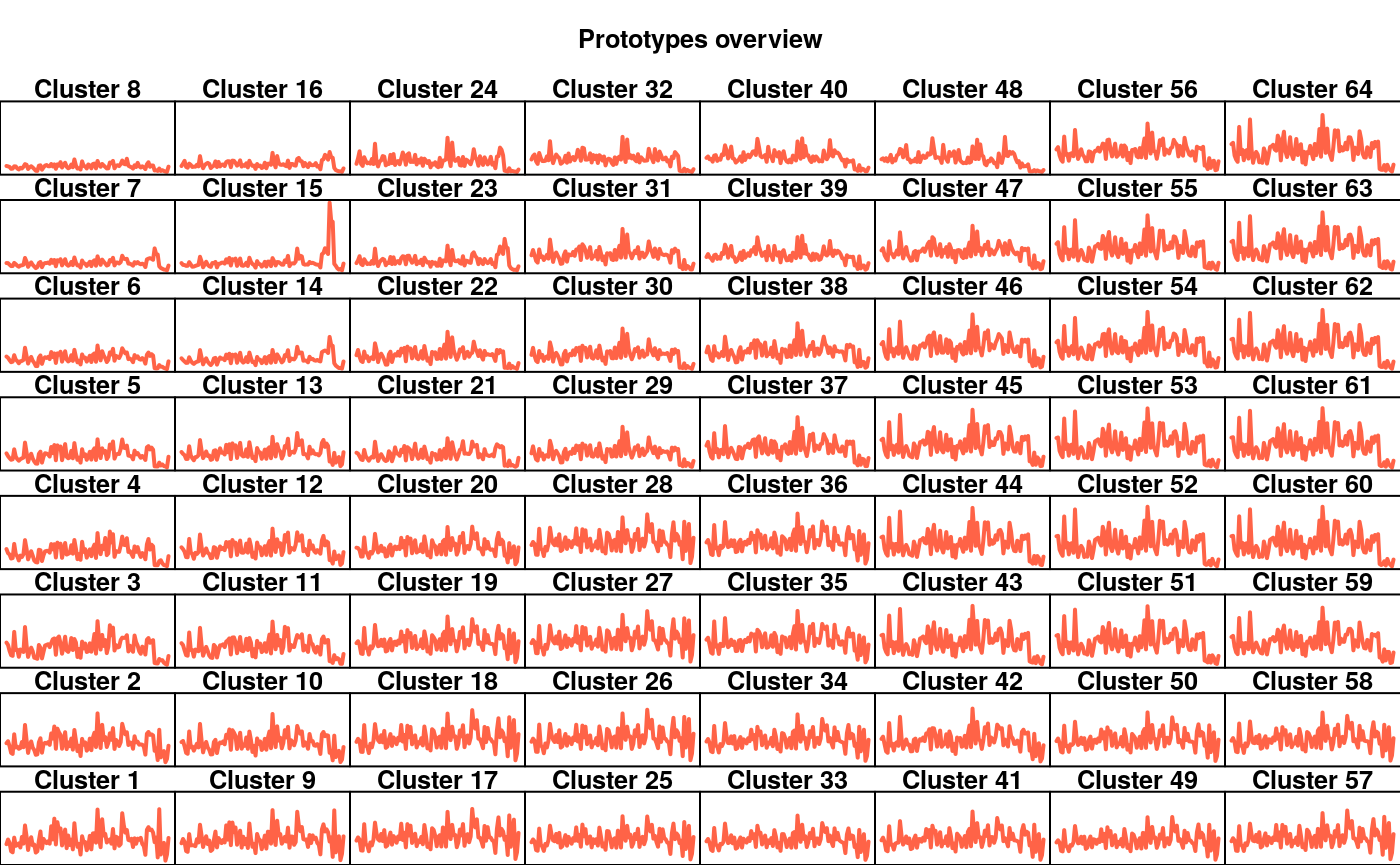 Prototypes overview
Cluster 8 Cluster 16 Cluster 24 Cluster 32 Cluster 40 Cluster 48 Cluster 56 Cluster 64
Cluster 7 Cluster 15 Cluster 23 Cluster 31 Cluster 39 Cluster 47 Cluster 55 Cluster 63
Cluster 6 Cluster 14 Cluster 22 Cluster 30 Cluster 38 Cluster 46 Cluster 54 Cluster 62
Cluster 5 Cluster 13 Cluster 21 Cluster 29 Cluster 37 Cluster 45 Cluster 53 Cluster 61
Cluster 4 Cluster 12 Cluster 20 Cluster 28 Cluster 36 Cluster 44 Cluster 52 Cluster 60
Cluster 3 Cluster 11 Cluster 19 Cluster 27 Cluster 35 Cluster 43 Cluster 51 Cluster 59
Cluster 2 Cluster 10 Cluster 18 Cluster 26 Cluster 34 Cluster 42 Cluster 50 Cluster 58
Cluster 1 Cluster 9 Cluster 17 Cluster 25 Cluster 33 Cluster 41 Cluster 49 Cluster 57